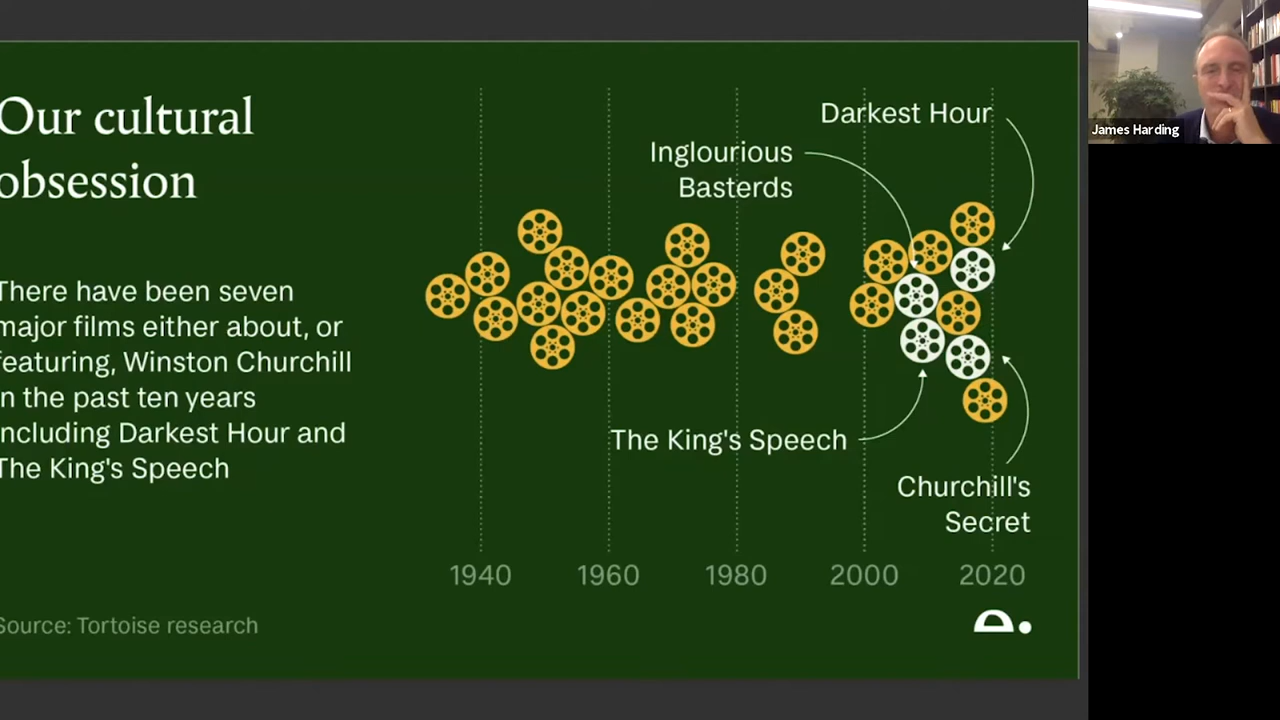 Our cultural
obsession
There have been seven
major films either about, or
featuring, Winston Churchill
in the past ten years
including Darkest Hour and
The King's Speech
Source: Tortoise research
Darkest Hour
Inglourious
Basterds
The King's Speech
Churchill's
Secret
1940 1960 1980 2000 2020
James Harding